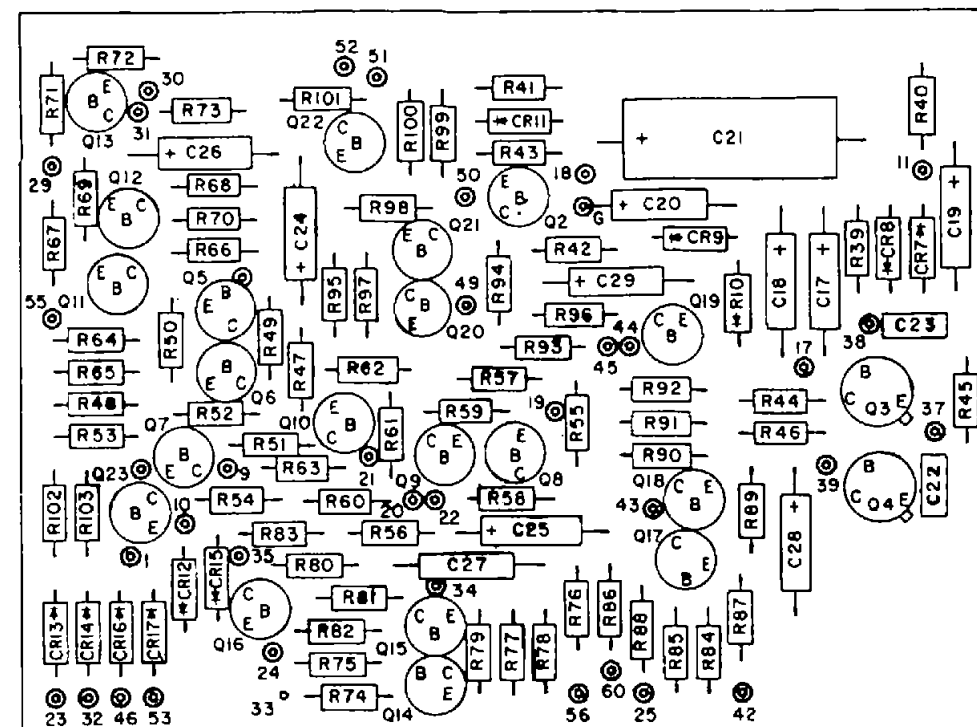 R72
52
51
R71
E
B
C
30
31
Q13
R73
R101
Q22
C
B
E
R100
R99
R41
*CR11
R43
+ C21
R40
11
29
R69
Q12
E
C
B
+ C26
R68
R70
R66
C24
+
R98
50
Q21
E
C
B
E
B
C
Q2
18
G
+ C20
*CR9
R42
+ C29
R67
55
Q11
E
C
B
Q5
B
E
C
R95
R97
C
B
E
Q20
49
R94
R96
R93
44
45
Q19
C
E
B
*R10
+
C18
+
C17
R39
*CR8
CR7*
+
C19
38
C23
17
R64
R65
R48
R53
R50
R49
R47
B
E
C
Q6
R52
R62
R57
R59
19
R55
R92
R91
R90
R44
R46
B
Q3
E
37
R45
Q7
B
E
C
9
R51
R63
Q10
E
C
B
R61
21
Q9
C
E
B
B
E
C
Q8
Q23
C
B
E
10
1
R102
R103
R54
R60
20
22
R58
Q18
43
C
E
B
R89
39
B
Q4
E
C22
R83
R56
+ C25
Q17
C
E
B
+
C28
*CR12
*CR15
35
R80
C27
34
R81
C
B
E
Q16
24
R82
R75
R74
33
Q15
C
E
B
B
C
E
Q14
R79
R77
R78
R76
R86
R88
R85
R84
R87
CR13*
CR14*
CR16*
CR17*
23
32
46
53
56
60
25
42